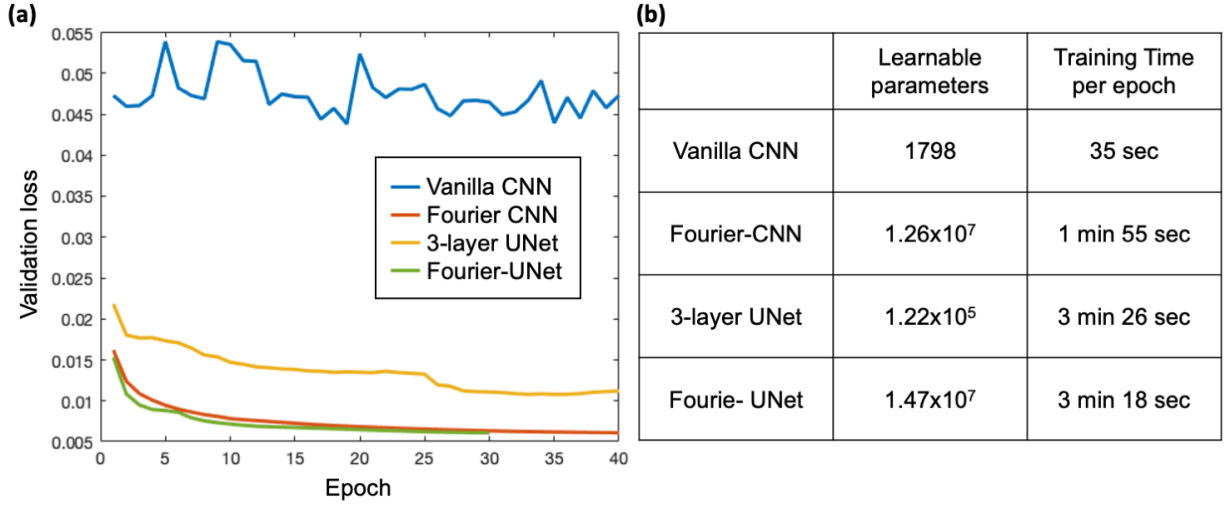 (a)
0.055
0.05
0.045
0.04
0.035
0.03
0.025
0.02
0.015
0.01
0.005
Validation loss
0 5 10 15 20 25 30 35 40
Epoch
Vanilla CNN
Fourier CNN
3-layer UNet
Fourier-UNet
(b)
Learnable parameters
Training Time per epoch
Vanilla CNN 1798 35 sec
Fourier-CNN 1.26x10⁷ 1 min 55 sec
3-layer UNet 1.22x10⁵ 3 min 26 sec
Fourie- UNet 1.47x10⁷ 3 min 18 sec